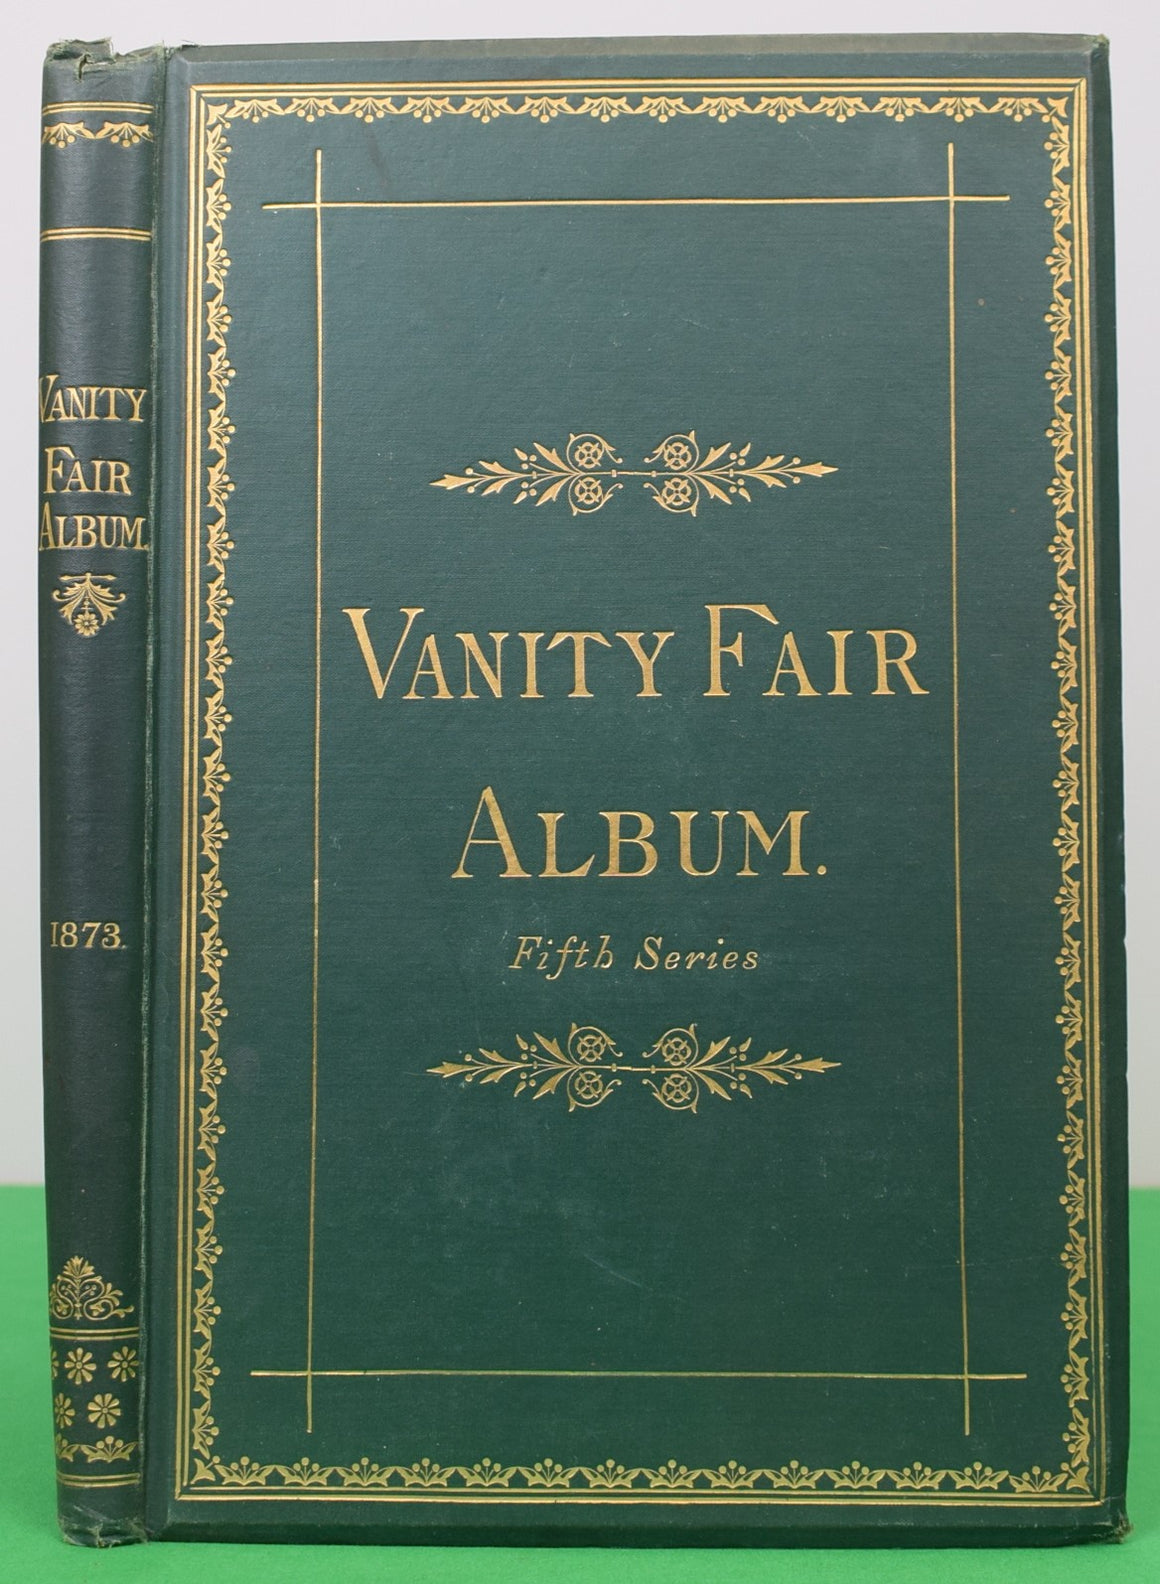 VANITY
FAIR
ALBUM.
1873.
VANITY FAIR
ALBUM.
Fifth Series